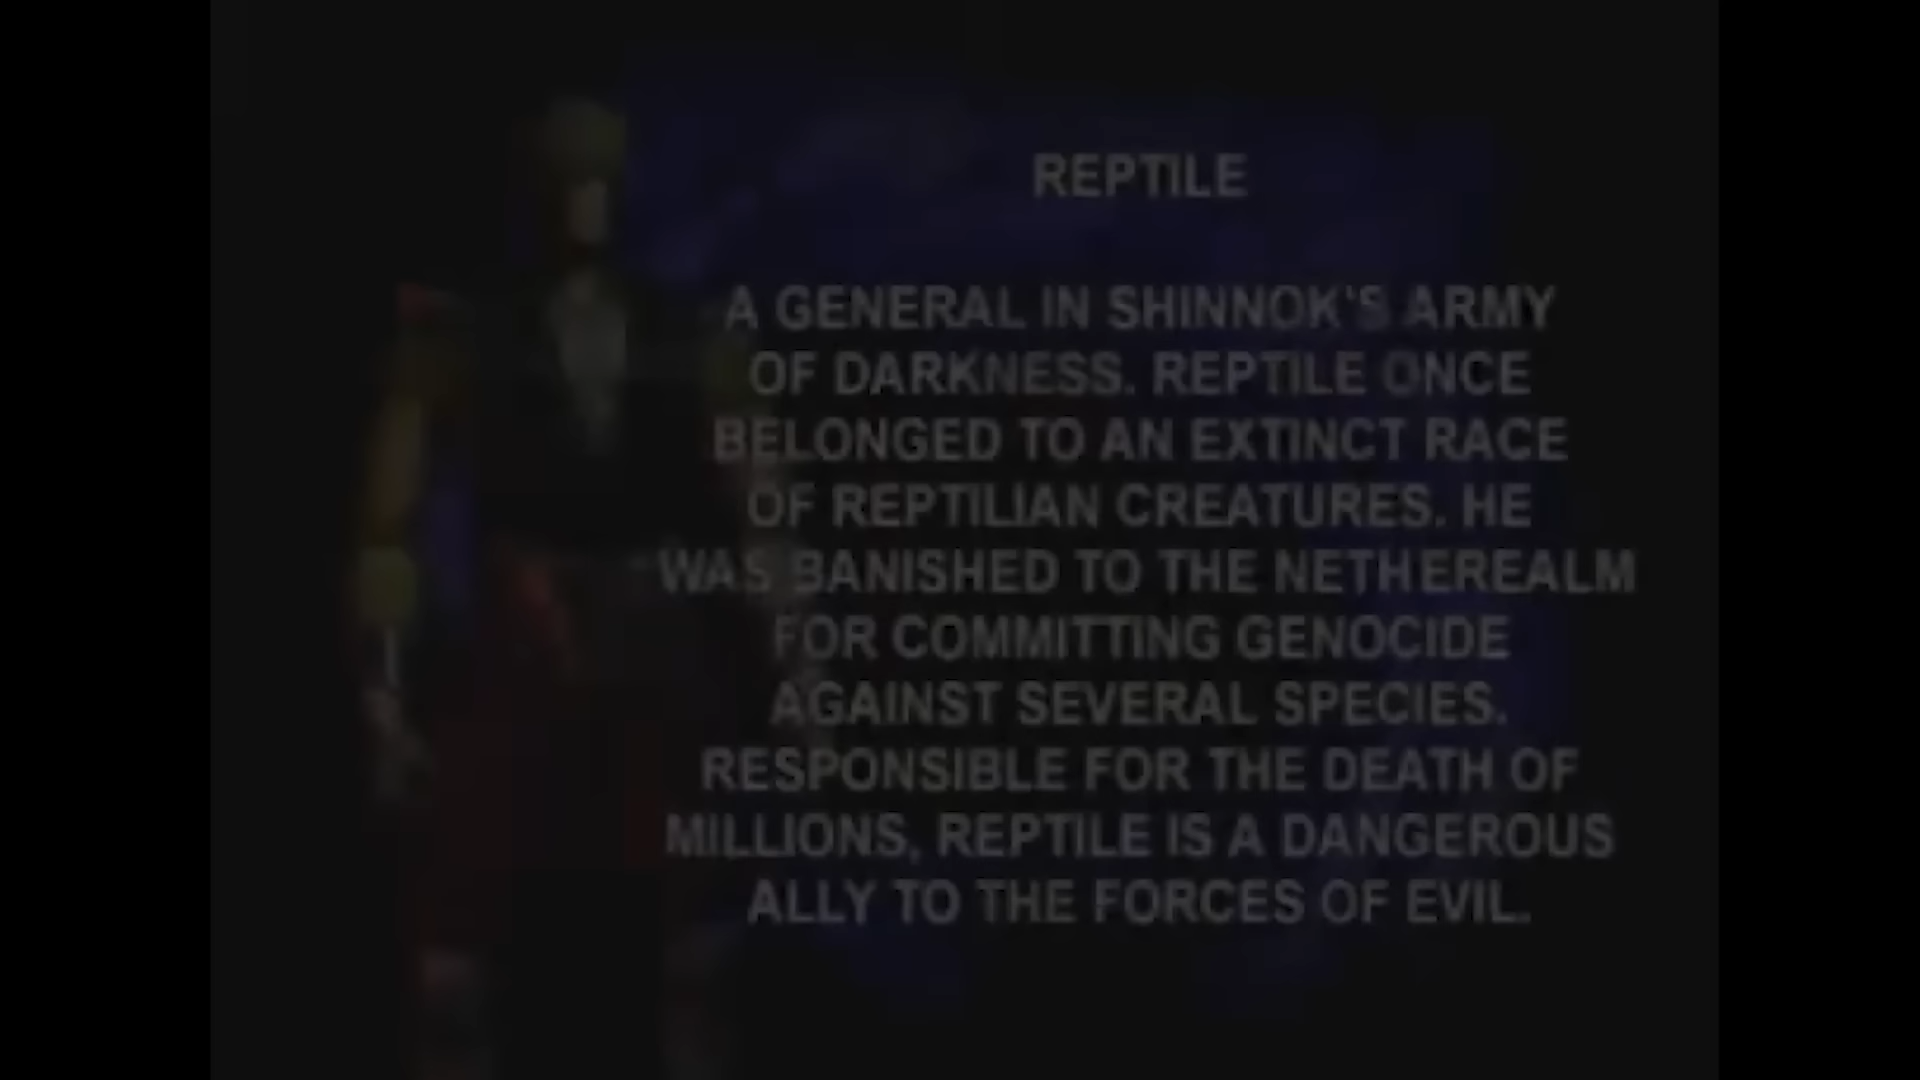 REPTILE
A GENERAL IN SHINNOK'S ARMY
OF DARKNESS. REPTILE ONCE
BELONGED TO AN EXTINCT RACE
OF REPTILIAN CREATURES. HE
WAS BANISHED TO THE NETHEREALM
FOR COMMITTING GENOCIDE
AGAINST SEVERAL SPECIES.
RESPONSIBLE FOR THE DEATH OF
MILLIONS, REPTILE IS A DANGEROUS
ALLY TO THE FORCES OF EVIL.